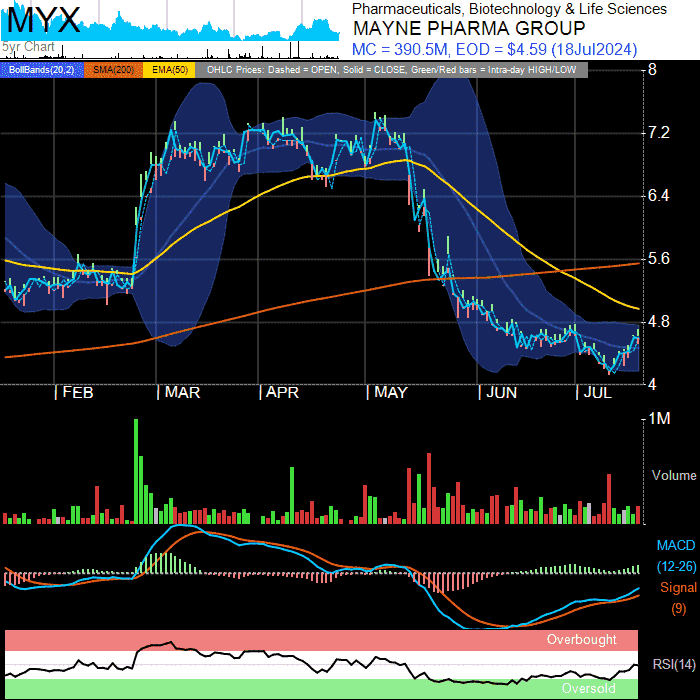 MYX
5yr Chart
Pharmaceuticals, Biotechnology & Life Sciences
MAYNE PHARMA GROUP
MC = 390.5M, EOD = $4.59 (18Jul2024)
BollBands(20,2) SMA(200) EMA(50) OHLC Prices: Dashed = OPEN, Solid = CLOSE, Green/Red bars = Intra-day HIGH/LOW
8
7.2
6.4
5.6
4.8
4
FEB MAR APR MAY JUN JUL
1M
Volume
MACD
(12-26)
Signal
(9)
Overbought
RSI(14)
Oversold